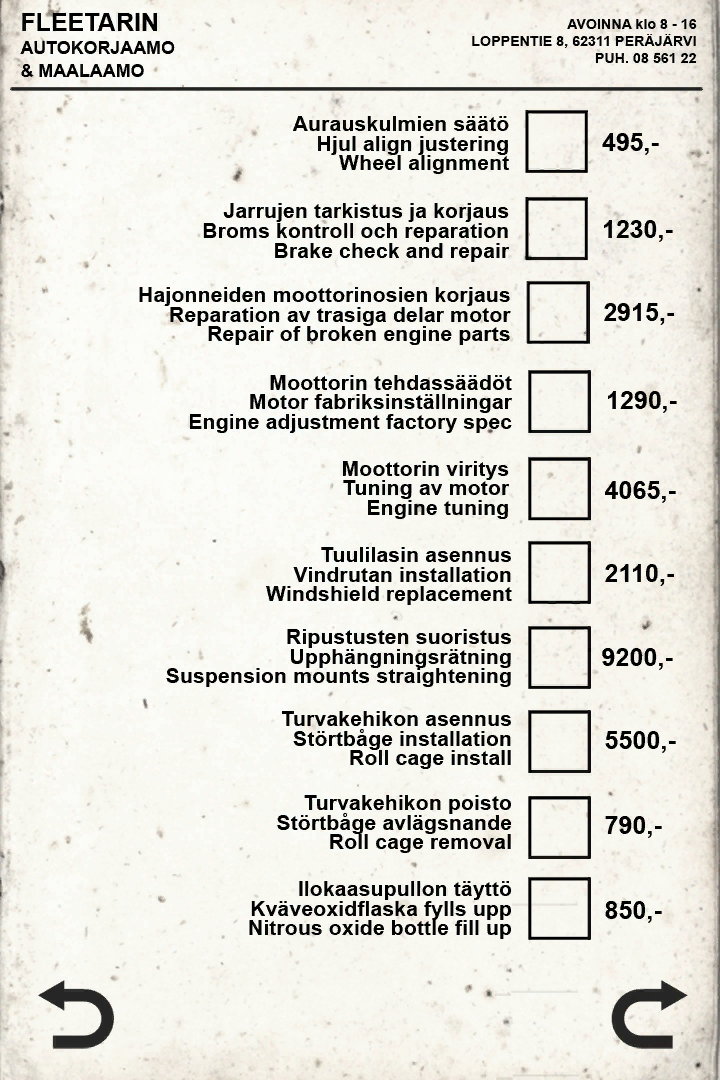 FLEETARIN
AUTOKORJAAMO
& MAALAAMO
AVOINNA klo 8 - 16
LOPPENTIE 8, 62311 PERÄJÄRVI
PUH. 08 561 22
Aurauskulmien säätö
Hjul align justering
Wheel alignment
495,-
Jarrujen tarkistus ja korjaus
Broms kontroll och reparation
Brake check and repair
1230,-
Hajonneiden moottorinosien korjaus
Reparation av trasiga delar motor
Repair of broken engine parts
2915,-
Moottorin tehdassäädöt
Motor fabriksinställningar
Engine adjustment factory spec
1290,-
Moottorin viritys
Tuning av motor
Engine tuning
4065,-
Tuulilasin asennus
Vindrutan installation
Windshield replacement
2110,-
Ripustusten suoristus
Upphängningsrätning
Suspension mounts straightening
9200,-
Turvakehikon asennus
Störtbåge installation
Roll cage install
5500,-
Turvakehikon poisto
Störtbåge avlägsnande
Roll cage removal
790,-
Ilokaasupullon täyttö
Kväveoxidflaska fylls upp
Nitrous oxide bottle fill up
850,-